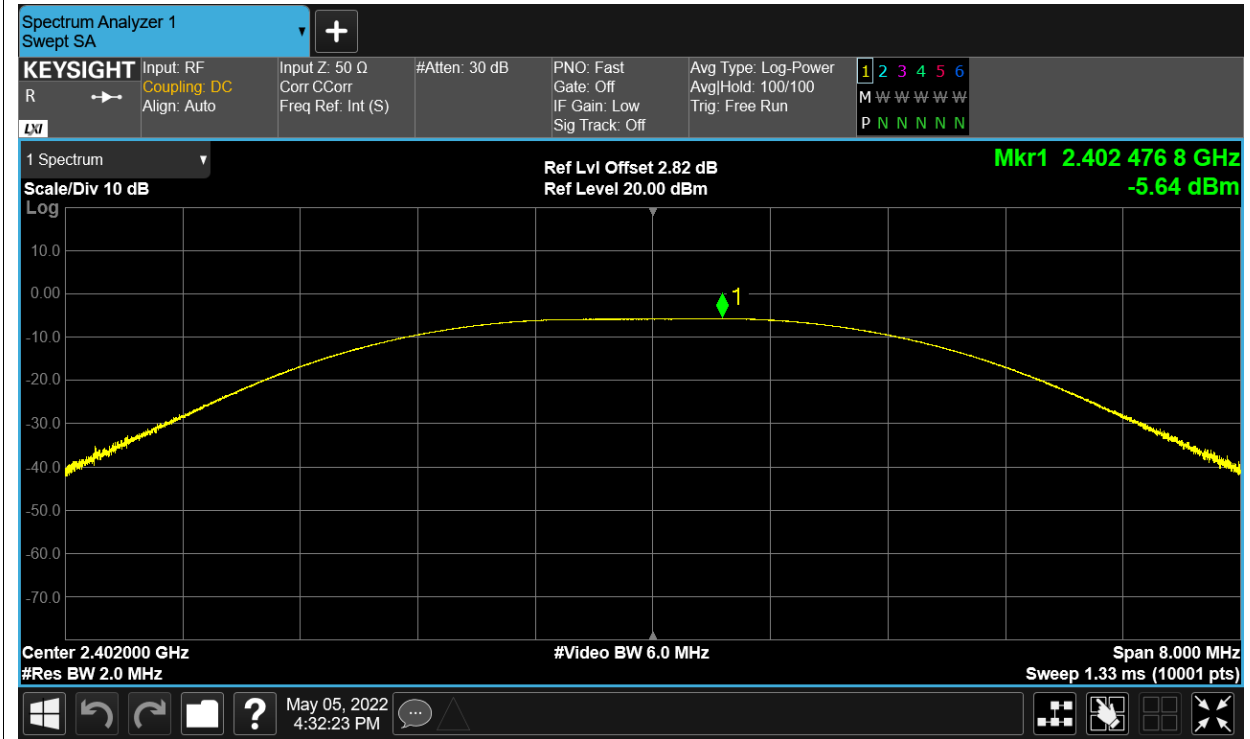 Spectrum Analyzer 1
Swept SA
KEYSIGHT
R
LXI
Input: RF
Coupling: DC
Align: Auto
Input Z: 50 Ω
Corr CCorr
Freq Ref: Int (S)
#Atten: 30 dB
PNO: Fast
Gate: Off
IF Gain: Low
Sig Track: Off
Avg Type: Log-Power
Avg|Hold: 100/100
Trig: Free Run
1 2 3 4 5 6
M W W W W W
P N N N N N
1 Spectrum
Scale/Div 10 dB
Ref Lvl Offset 2.82 dB
Ref Level 20.00 dBm
Mkr1 2.402 476 8 GHz
-5.64 dBm
Log
10.0
0.00
-10.0
-20.0
-30.0
-40.0
-50.0
-60.0
-70.0
1
Center 2.402000 GHz
#Res BW 2.0 MHz
#Video BW 6.0 MHz
Span 8.000 MHz
Sweep 1.33 ms (10001 pts)
?
May 05, 2022
4:32:23 PM